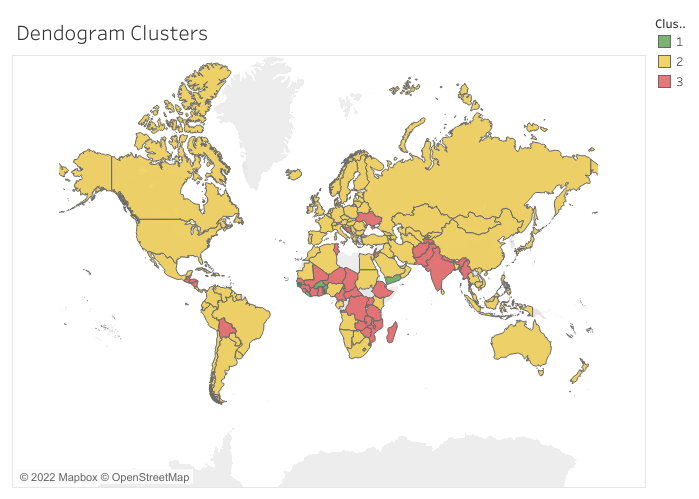 Dendogram Clusters
Clus..
1
2
3
© 2022 Mapbox © OpenStreetMap